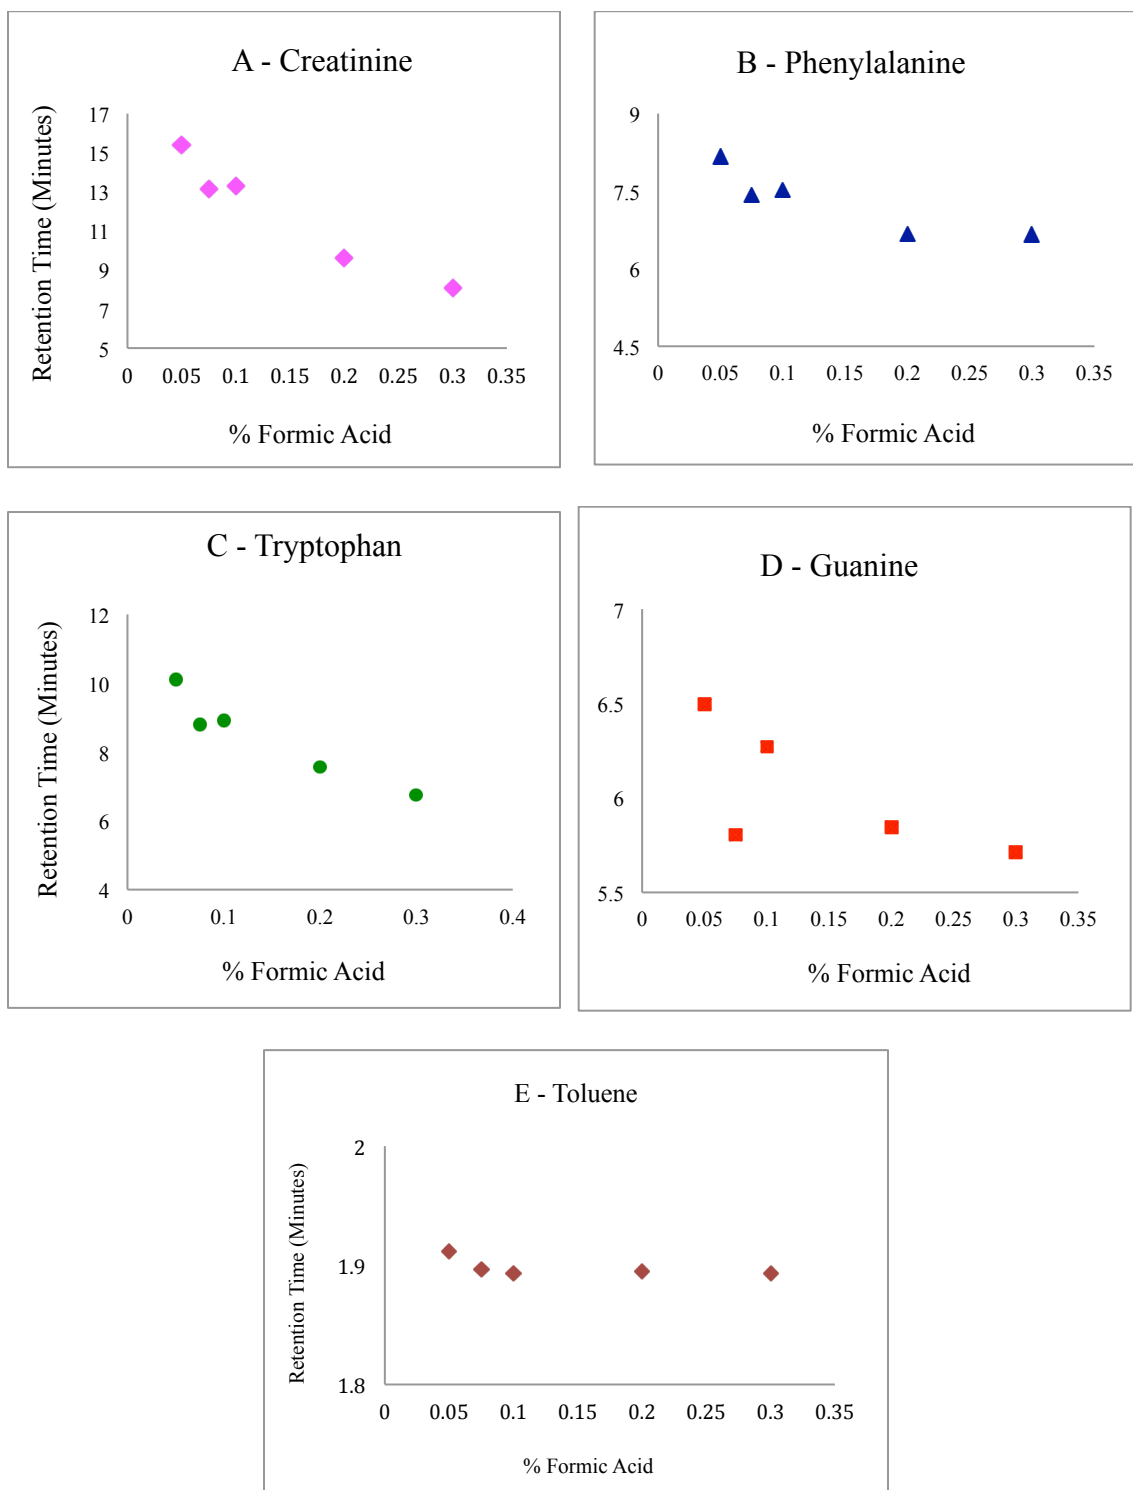 A - Creatinine
Retention Time (Minutes)
17
15
13
11
9
7
5
0 0.05 0.1 0.15 0.2 0.25 0.3 0.35
% Formic Acid
B - Phenylalanine
9
7.5
6
4.5
0 0.05 0.1 0.15 0.2 0.25 0.3 0.35
% Formic Acid
C - Tryptophan
Retention Time (Minutes)
12
10
8
6
4
0 0.1 0.2 0.3 0.4
% Formic Acid
D - Guanine
7
6.5
6
5.5
0 0.05 0.1 0.15 0.2 0.25 0.3 0.35
% Formic Acid
E - Toluene
Retention Time (Minutes)
2
1.9
1.8
0 0.05 0.1 0.15 0.2 0.25 0.3 0.35
% Formic Acid